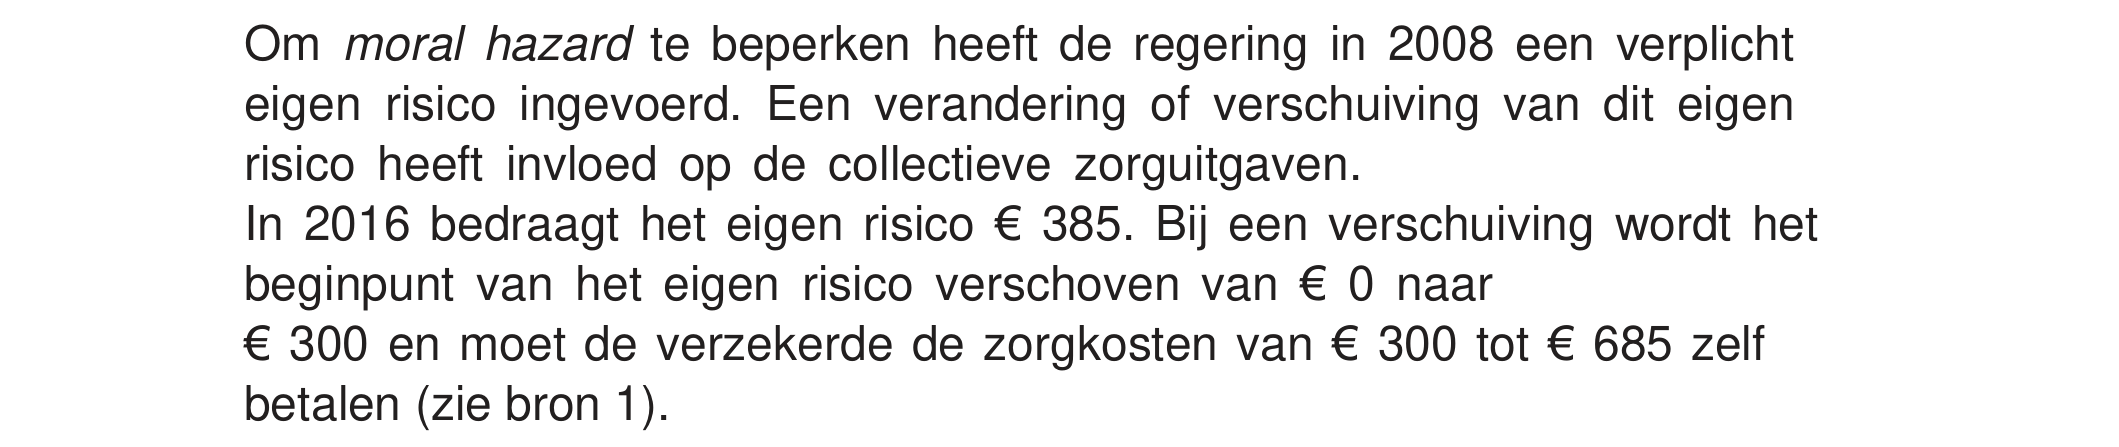 Om moral hazard te beperken heeft de regering in 2008 een verplicht
eigen risico ingevoerd. Een verandering of verschuiving van dit eigen
risico heeft invloed op de collectieve zorguitgaven.
In 2016 bedraagt het eigen risico € 385. Bij een verschuiving wordt het
beginpunt van het eigen risico verschoven van € 0 naar
€ 300 en moet de verzekerde de zorgkosten van € 300 tot € 685 zelf
betalen (zie bron 1).